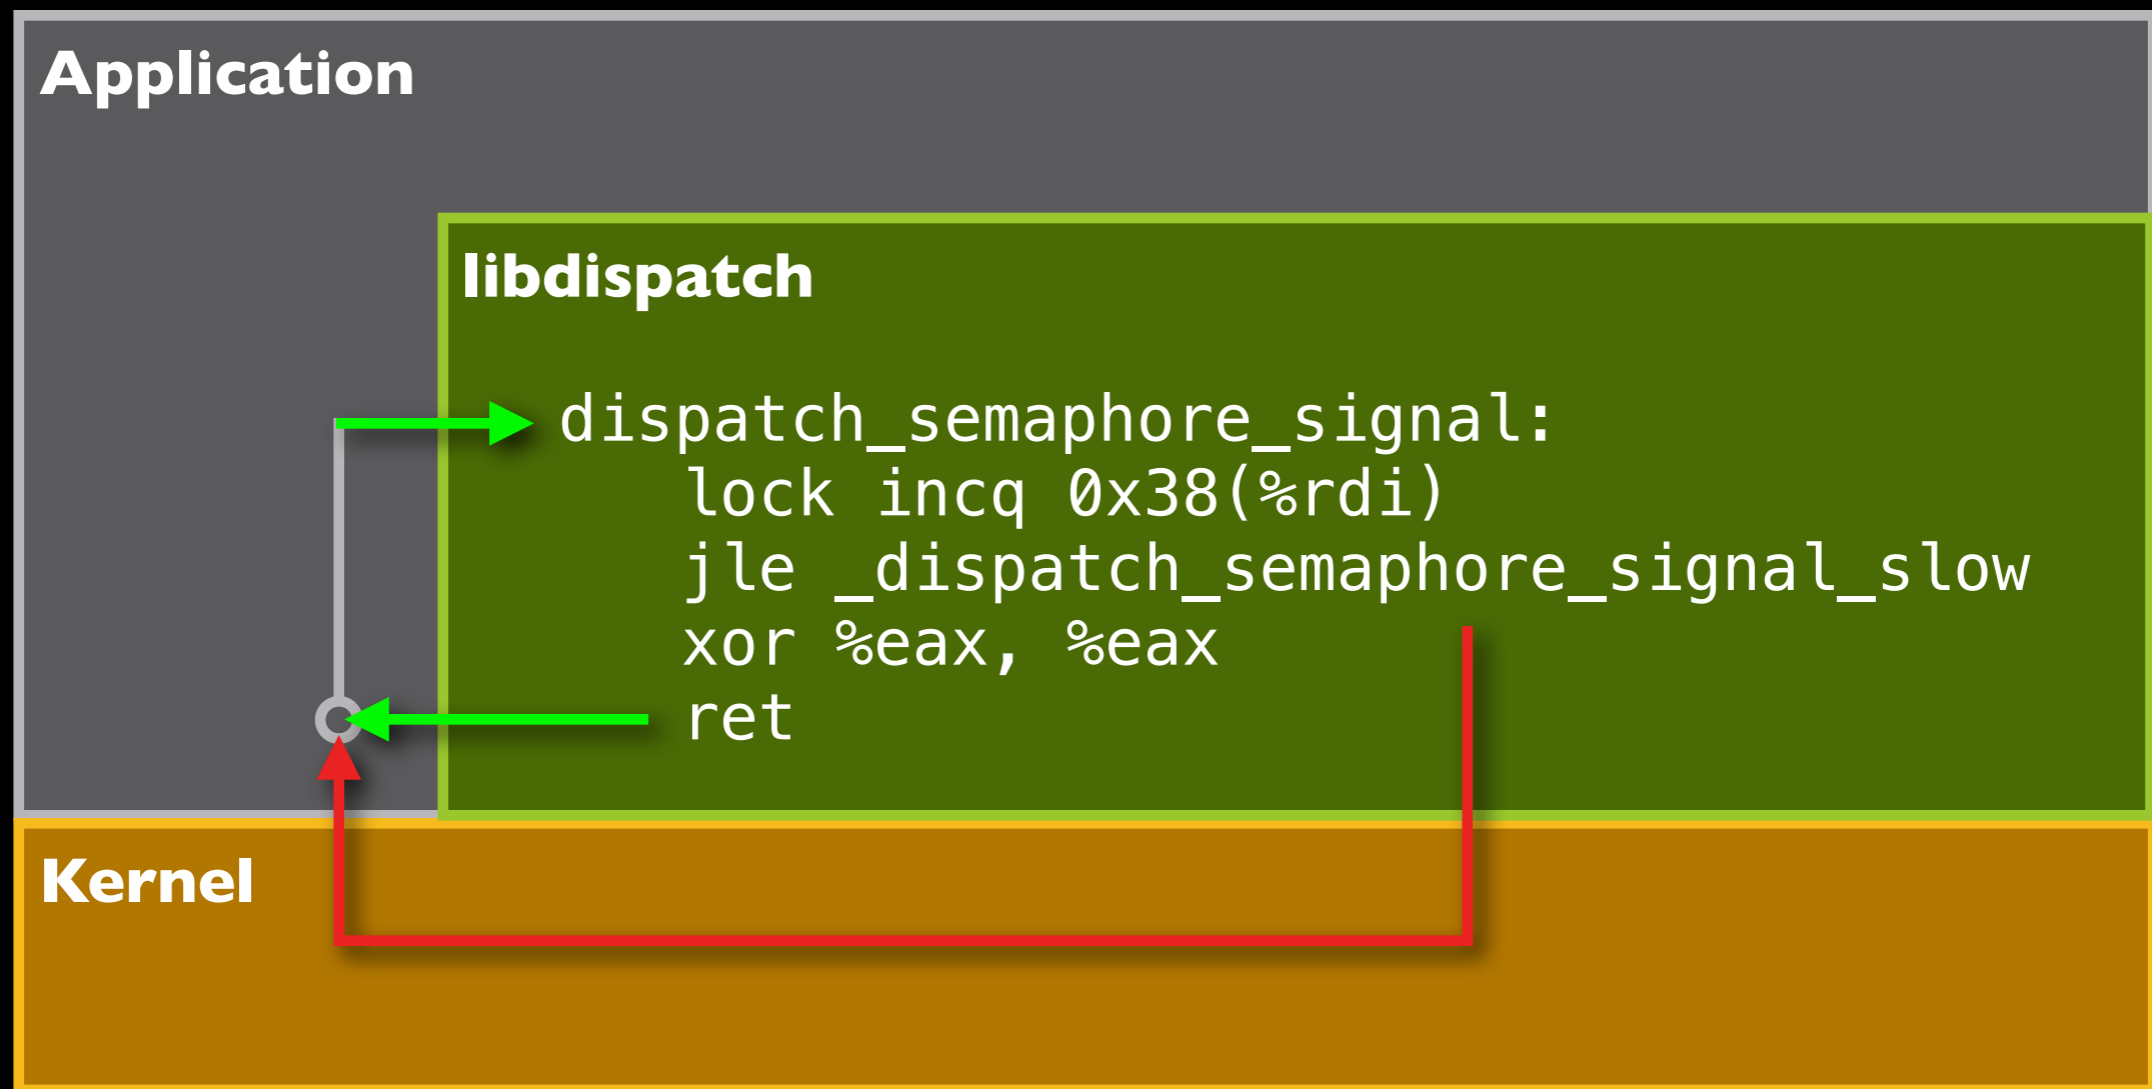 Application
libdispatch
dispatch_semaphore_signal:
lock incq 0x38(%rdi)
jle _dispatch_semaphore_signal_slow
xor %eax, %eax
ret
Kernel